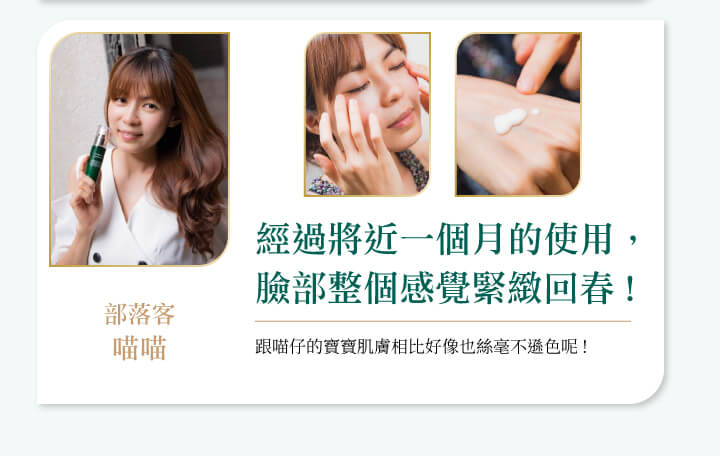 經過將近一個月的使用，
臉部整個感覺緊緻回春！
部落客
喵喵
跟喵仔的寶寶肌膚相比好像也絲毫不遜色呢！